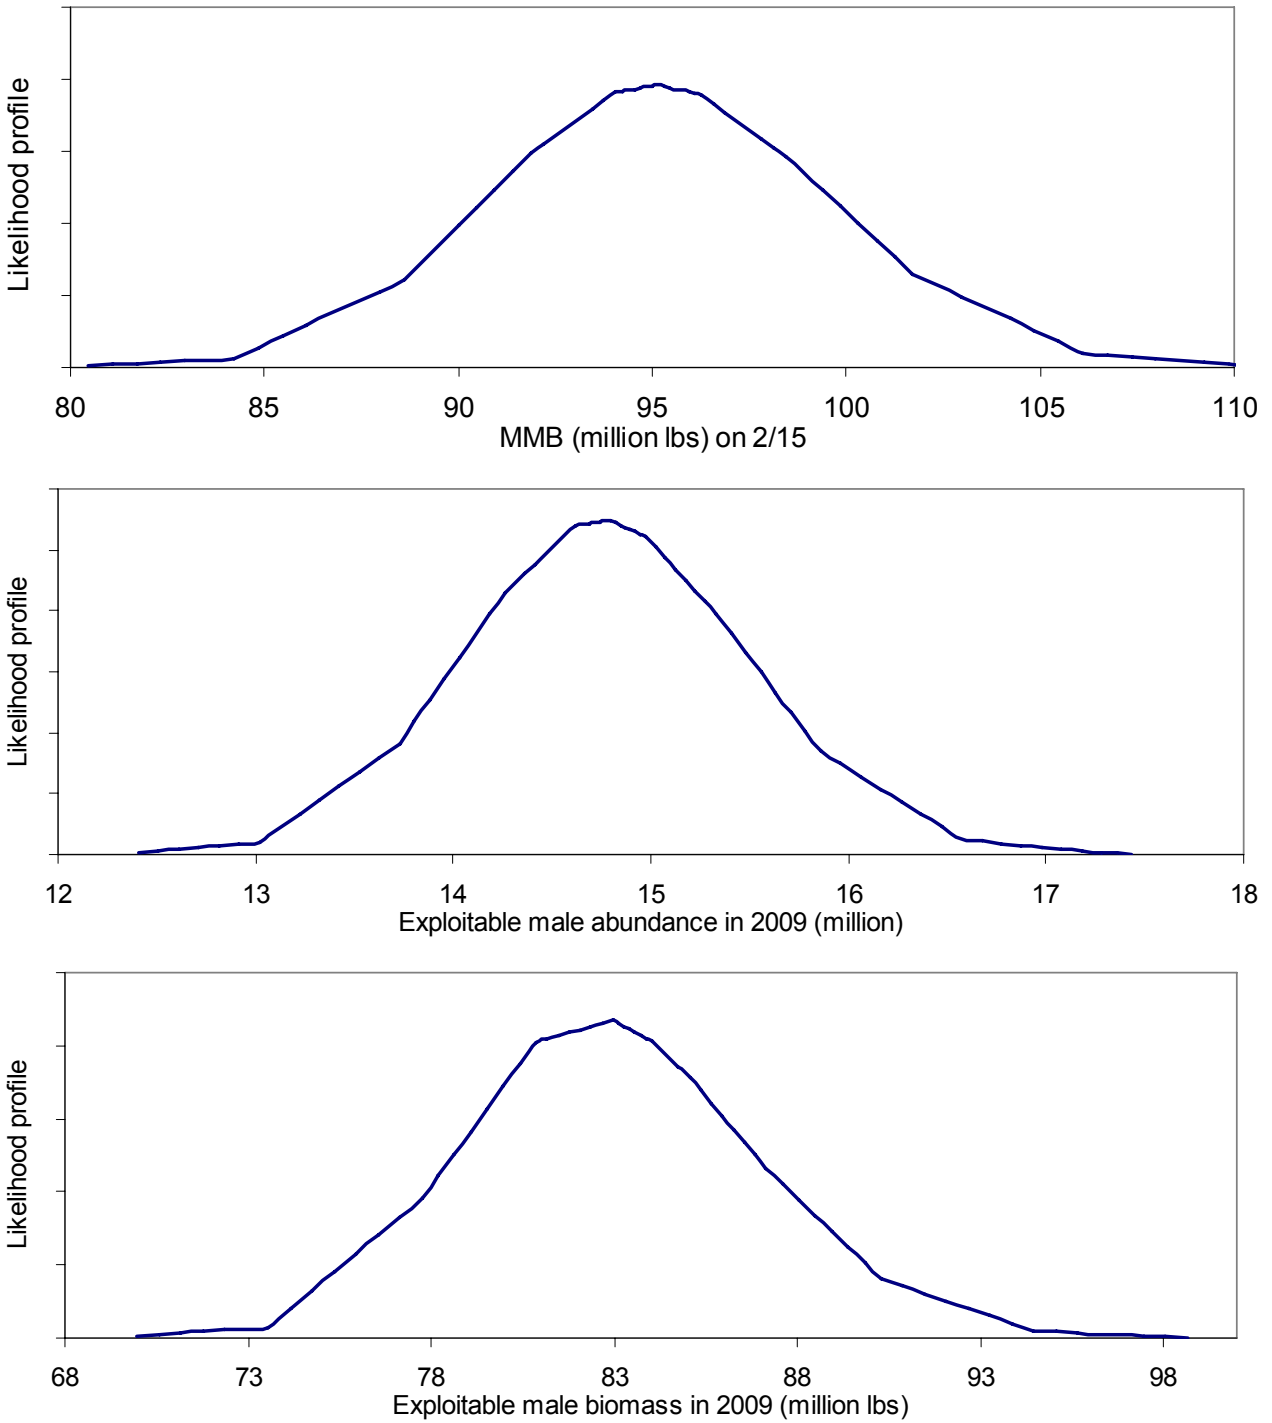 Likelihood profile
80 85 90 95 100 105 110
MMB (million lbs) on 2/15
Likelihood profile
12 13 14 15 16 17 18
Exploitable male abundance in 2009 (million)
Likelihood profile
68 73 78 83 88 93 98
Exploitable male biomass in 2009 (million lbs)